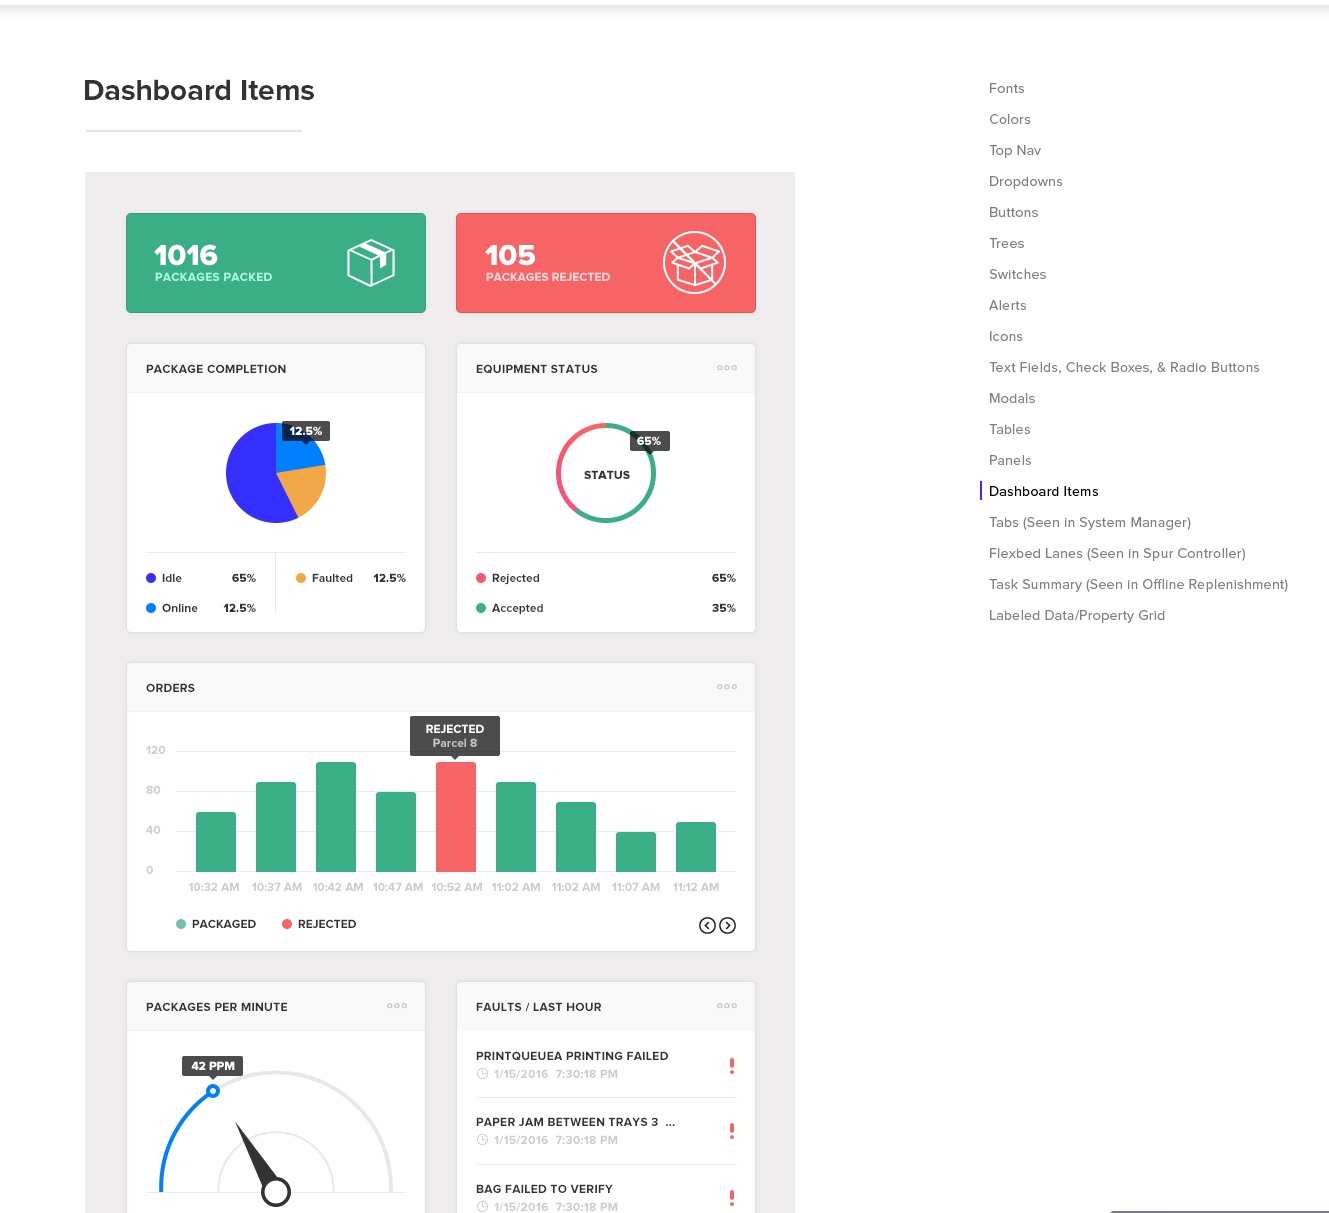 Dashboard Items
1016
PACKAGES PACKED
105
PACKAGES REJECTED
PACKAGE COMPLETION
12.5%
Idle 65%
Faulted 12.5%
Online 12.5%
EQUIPMENT STATUS
65%
STATUS
Rejected 65%
Accepted 35%
ORDERS
REJECTED
Parcel 8
120
80
40
0
10:32 AM 10:37 AM 10:42 AM 10:47 AM 10:52 AM 11:02 AM 11:02 AM 11:07 AM 11:12 AM
PACKAGED REJECTED
PACKAGES PER MINUTE
42 PPM
FAULTS / LAST HOUR
PRINTQUEUEA PRINTING FAILED
1/15/2016 7:30:18 PM
PAPER JAM BETWEEN TRAYS 3 ...
1/15/2016 7:30:18 PM
BAG FAILED TO VERIFY
1/15/2016 7:30:18 PM
Fonts
Colors
Top Nav
Dropdowns
Buttons
Trees
Switches
Alerts
Icons
Text Fields, Check Boxes, & Radio Buttons
Modals
Tables
Panels
Dashboard Items
Tabs (Seen in System Manager)
Flexbed Lanes (Seen in Spur Controller)
Task Summary (Seen in Offline Replenishment)
Labeled Data/Property Grid